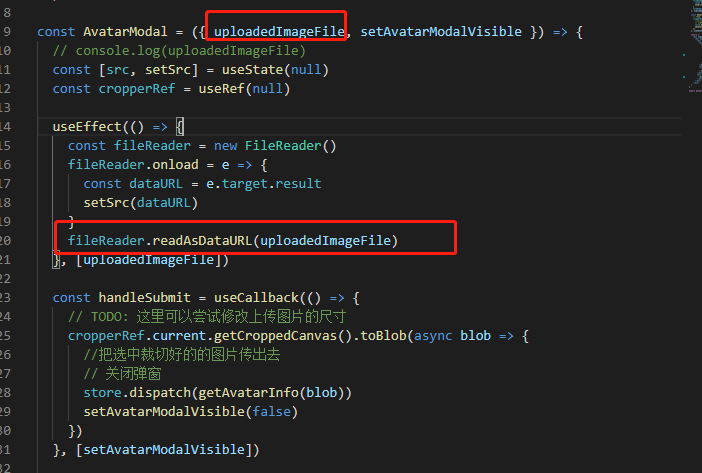 8
9 const AvatarModal = ({ uploadedImageFile, setAvatarModalVisible }) => {
10 // console.log(uploadedImageFile)
11 const [src, setSrc] = useState(null)
12 const cropperRef = useRef(null)
13
14 useEffect(() => {
15 const fileReader = new FileReader()
16 fileReader.onload = e => {
17 const dataURL = e.target.result
18 setSrc(dataURL)
19 }
20 fileReader.readAsDataURL(uploadedImageFile)
21 }, [uploadedImageFile])
22
23 const handleSubmit = useCallback(() => {
24 // TODO: 这里可以尝试修改上传图片的尺寸
25 cropperRef.current.getCroppedCanvas().toBlob(async blob => {
26 //把选中裁切好的的图片传出去
27 // 关闭弹窗
28 store.dispatch(getAvatarInfo(blob))
29 setAvatarModalVisible(false)
30 })
31 }, [setAvatarModalVisible])
32